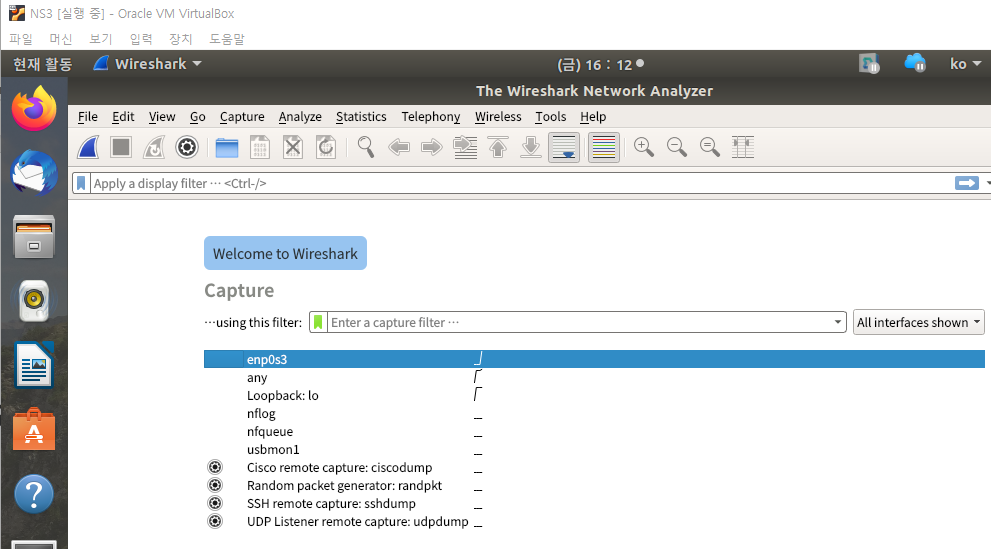 NS3 [실행 중] - Oracle VM VirtualBox
파일 머신 보기 입력 장치 도움말
현재 활동 Wireshark (금) 16 : 12 ko
The Wireshark Network Analyzer
File Edit View Go Capture Analyze Statistics Telephony Wireless Tools Help
Apply a display filter ··· <Ctrl-/>
Welcome to Wireshark
Capture
···using this filter: Enter a capture filter ··· All interfaces shown
enp0s3
any
Loopback: lo
nflog
nfqueue
usbmon1
Cisco remote capture: ciscodump
Random packet generator: randpkt
SSH remote capture: sshdump
UDP Listener remote capture: udpdump